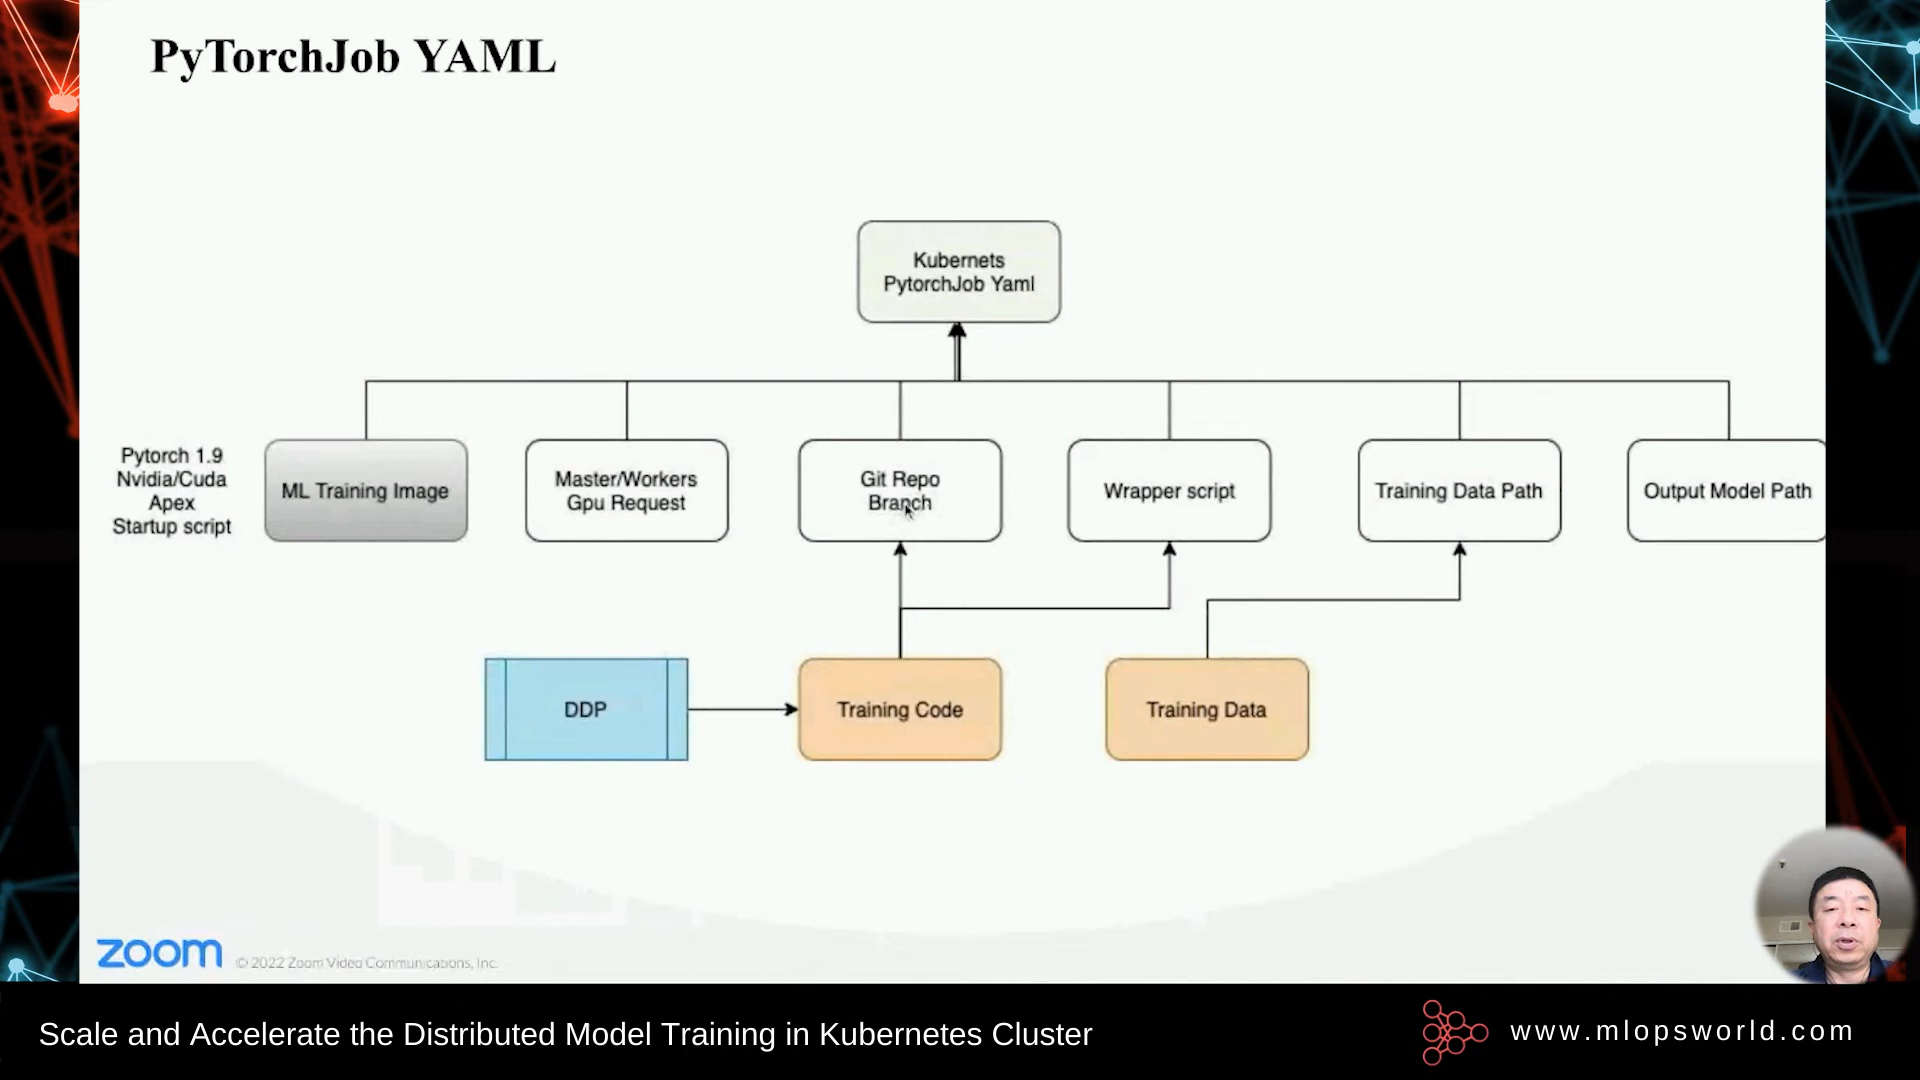 PyTorchJob YAML
Kubernets
PytorchJob Yaml
Pytorch 1.9
Nvidia/Cuda
Apex
Startup script
ML Training Image
Master/Workers
Gpu Request
Git Repo
Branch
Wrapper script
Training Data Path
Output Model Path
DDP
Training Code
Training Data
zoom
© 2022 Zoom Video Communications, Inc.
Scale and Accelerate the Distributed Model Training in Kubernetes Cluster
www.mlopsworld.com